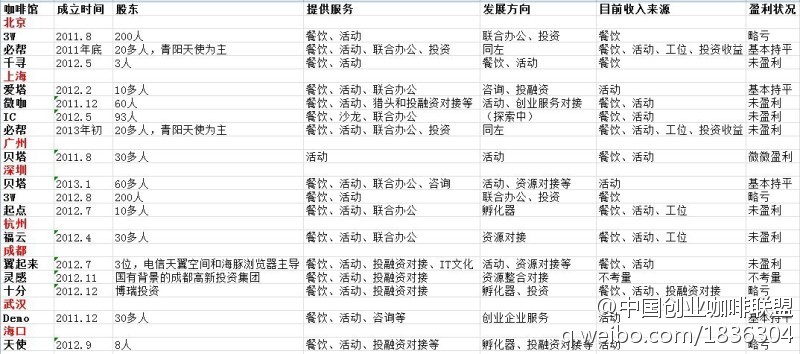 咖啡馆 成立时间 股东 提供服务 发展方向 目前收入来源 盈利状况
北京
3W 2011.8 200人 餐饮、活动 联合办公、投资 餐饮 略亏
必帮 2011年底 20多人，青阳天使为主 餐饮、活动、联合办公、投资 同左 餐饮、活动、工位、投资收益 基本持平
千寻 2012.5 3人 餐饮、活动 餐饮、活动 餐饮 未盈利
上海
爱塔 2012.2 10多人 餐饮、活动、联合办公 咨询、投融资 活动 基本持平
微咖 2011.12 60人 餐饮、活动、猎头和投融资对接等 活动、创业服务对接 餐饮、活动 未盈利
IC 2012.5 93人 餐饮、沙龙、联合办公 （探索中） 餐饮、活动 未盈利
必帮 2013年初 20多人，青阳天使为主 餐饮、活动、联合办公、投资 同左 餐饮、活动、工位、投资收益 未盈利
广州
贝塔 2011.8 30多人 活动 活动 餐饮、活动 微微盈利
深圳
贝塔 2013.1 60多人 餐饮、活动、联合办公、咨询 活动、资源对接等 活动 基本持平
3W 2012.8 200人 餐饮、活动 联合办公、投资 餐饮 略亏
起点 2012.7 10多人 餐饮、活动、联合办公 孵化器 餐饮、活动、工位 未盈利
杭州
福云 2012.4 30多人 餐饮、活动、联合办公 资源对接 餐饮、活动、工位 未盈利
成都
翼起来 2012.7 3位，电信天翼空间和海豚浏览器主导 餐饮、活动、投融资对接、IT文化 活动、资源对接等 餐饮、活动 未盈利
灵感 2012.11 国有背景的成都高新投资集团 餐饮、活动、投融资对接 资源整合对接 不考量 不考量
十分 2012.12 博瑞投资 餐饮、活动、投融资对接 孵化器、投资 餐饮、活动、投融资对接 略亏
武汉
Demo 2011.12 30多人 餐饮、活动、咨询等 创业企业服务 活动
海口
天使 2012.9 8人 餐饮、活动、投融资对接等 孵化器、投融资对接等 活动 略亏
@中国创业咖啡联盟
weibo.com/1836304